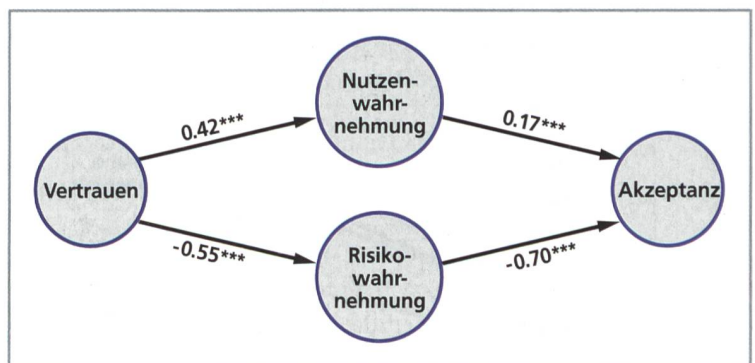 Nutzen-
wahr-
nehmung
0.42***
0.17***
Vertrauen
Akzeptanz
-0.55***
-0.70***
Risiko-
wahr-
nehmung